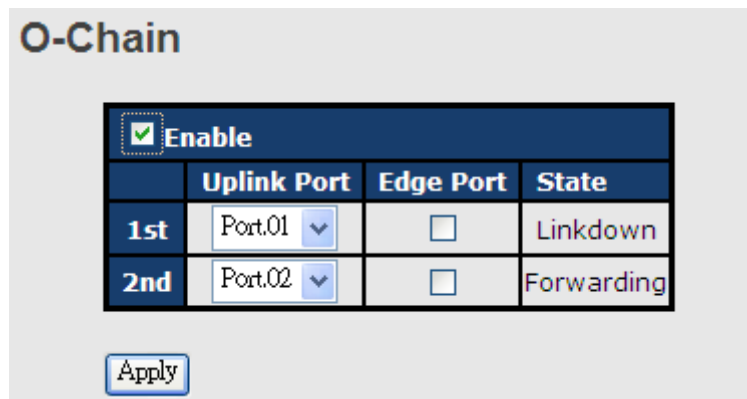 O-Chain
Enable
Uplink Port Edge Port State
1st Port.01 Linkdown
2nd Port.02 Forwarding
Apply